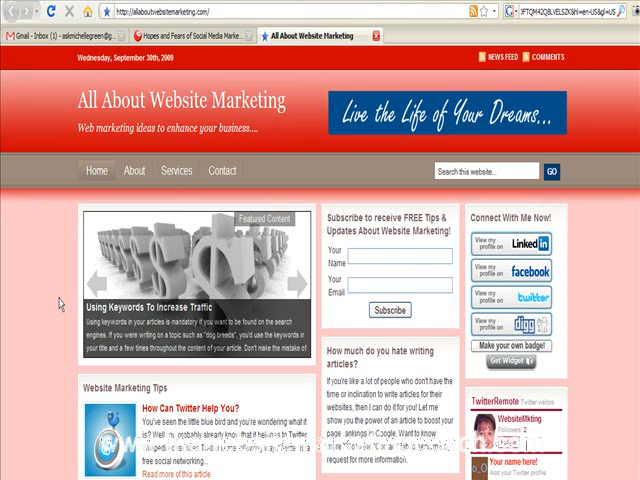 http://allaboutwebsitemarketing.com/
Gmail - Inbox (1) - askmichellegreen@g...
Hopes and Fears of Social Media Marke...
All About Website Marketing
Wednesday, September 30th, 2009
NEWS FEED
COMMENTS
All About Website Marketing
Web marketing ideas to enhance your business....
Live the Life of Your Dreams...
Home
About
Services
Contact
Search this website...
GO
Featured Content
Using Keywords To Increase Traffic
Using keywords in your articles is mandatory if you want to be found on the search
engines. If you were writing on a topic such as "dog breeds", you'd use the keywords in
your title and a few times throughout the content of your article. Don't make the mistake of
Website Marketing Tips
How Can Twitter Help You?
You've seen the little blue bird and you're wondering what
is it? Well, you probably already know that it
free social networking...
Read more of this article
Subscribe to receive FREE Tips &
Updates About Website Marketing!
Your
Name
Your
Email
Subscribe
How much do you hate writing
articles?
If you're like a lot of people who don't have the
time or inclination to write articles for their
websites, then I can do it for you! Let me
show you the power of an article to boost your
page rankings in Google. Want to know
for more information.
Connect With Me Now!
View my
profile on
LinkedIn
View my
profile on
facebook
View my
profile on
twitter
View my
profile on
digg
Make your own badge!
Get Widget
TwitterRemote Twitter visitors
WebsiteMkting
Followers: 2
Your name here!
Add your Twitter profile